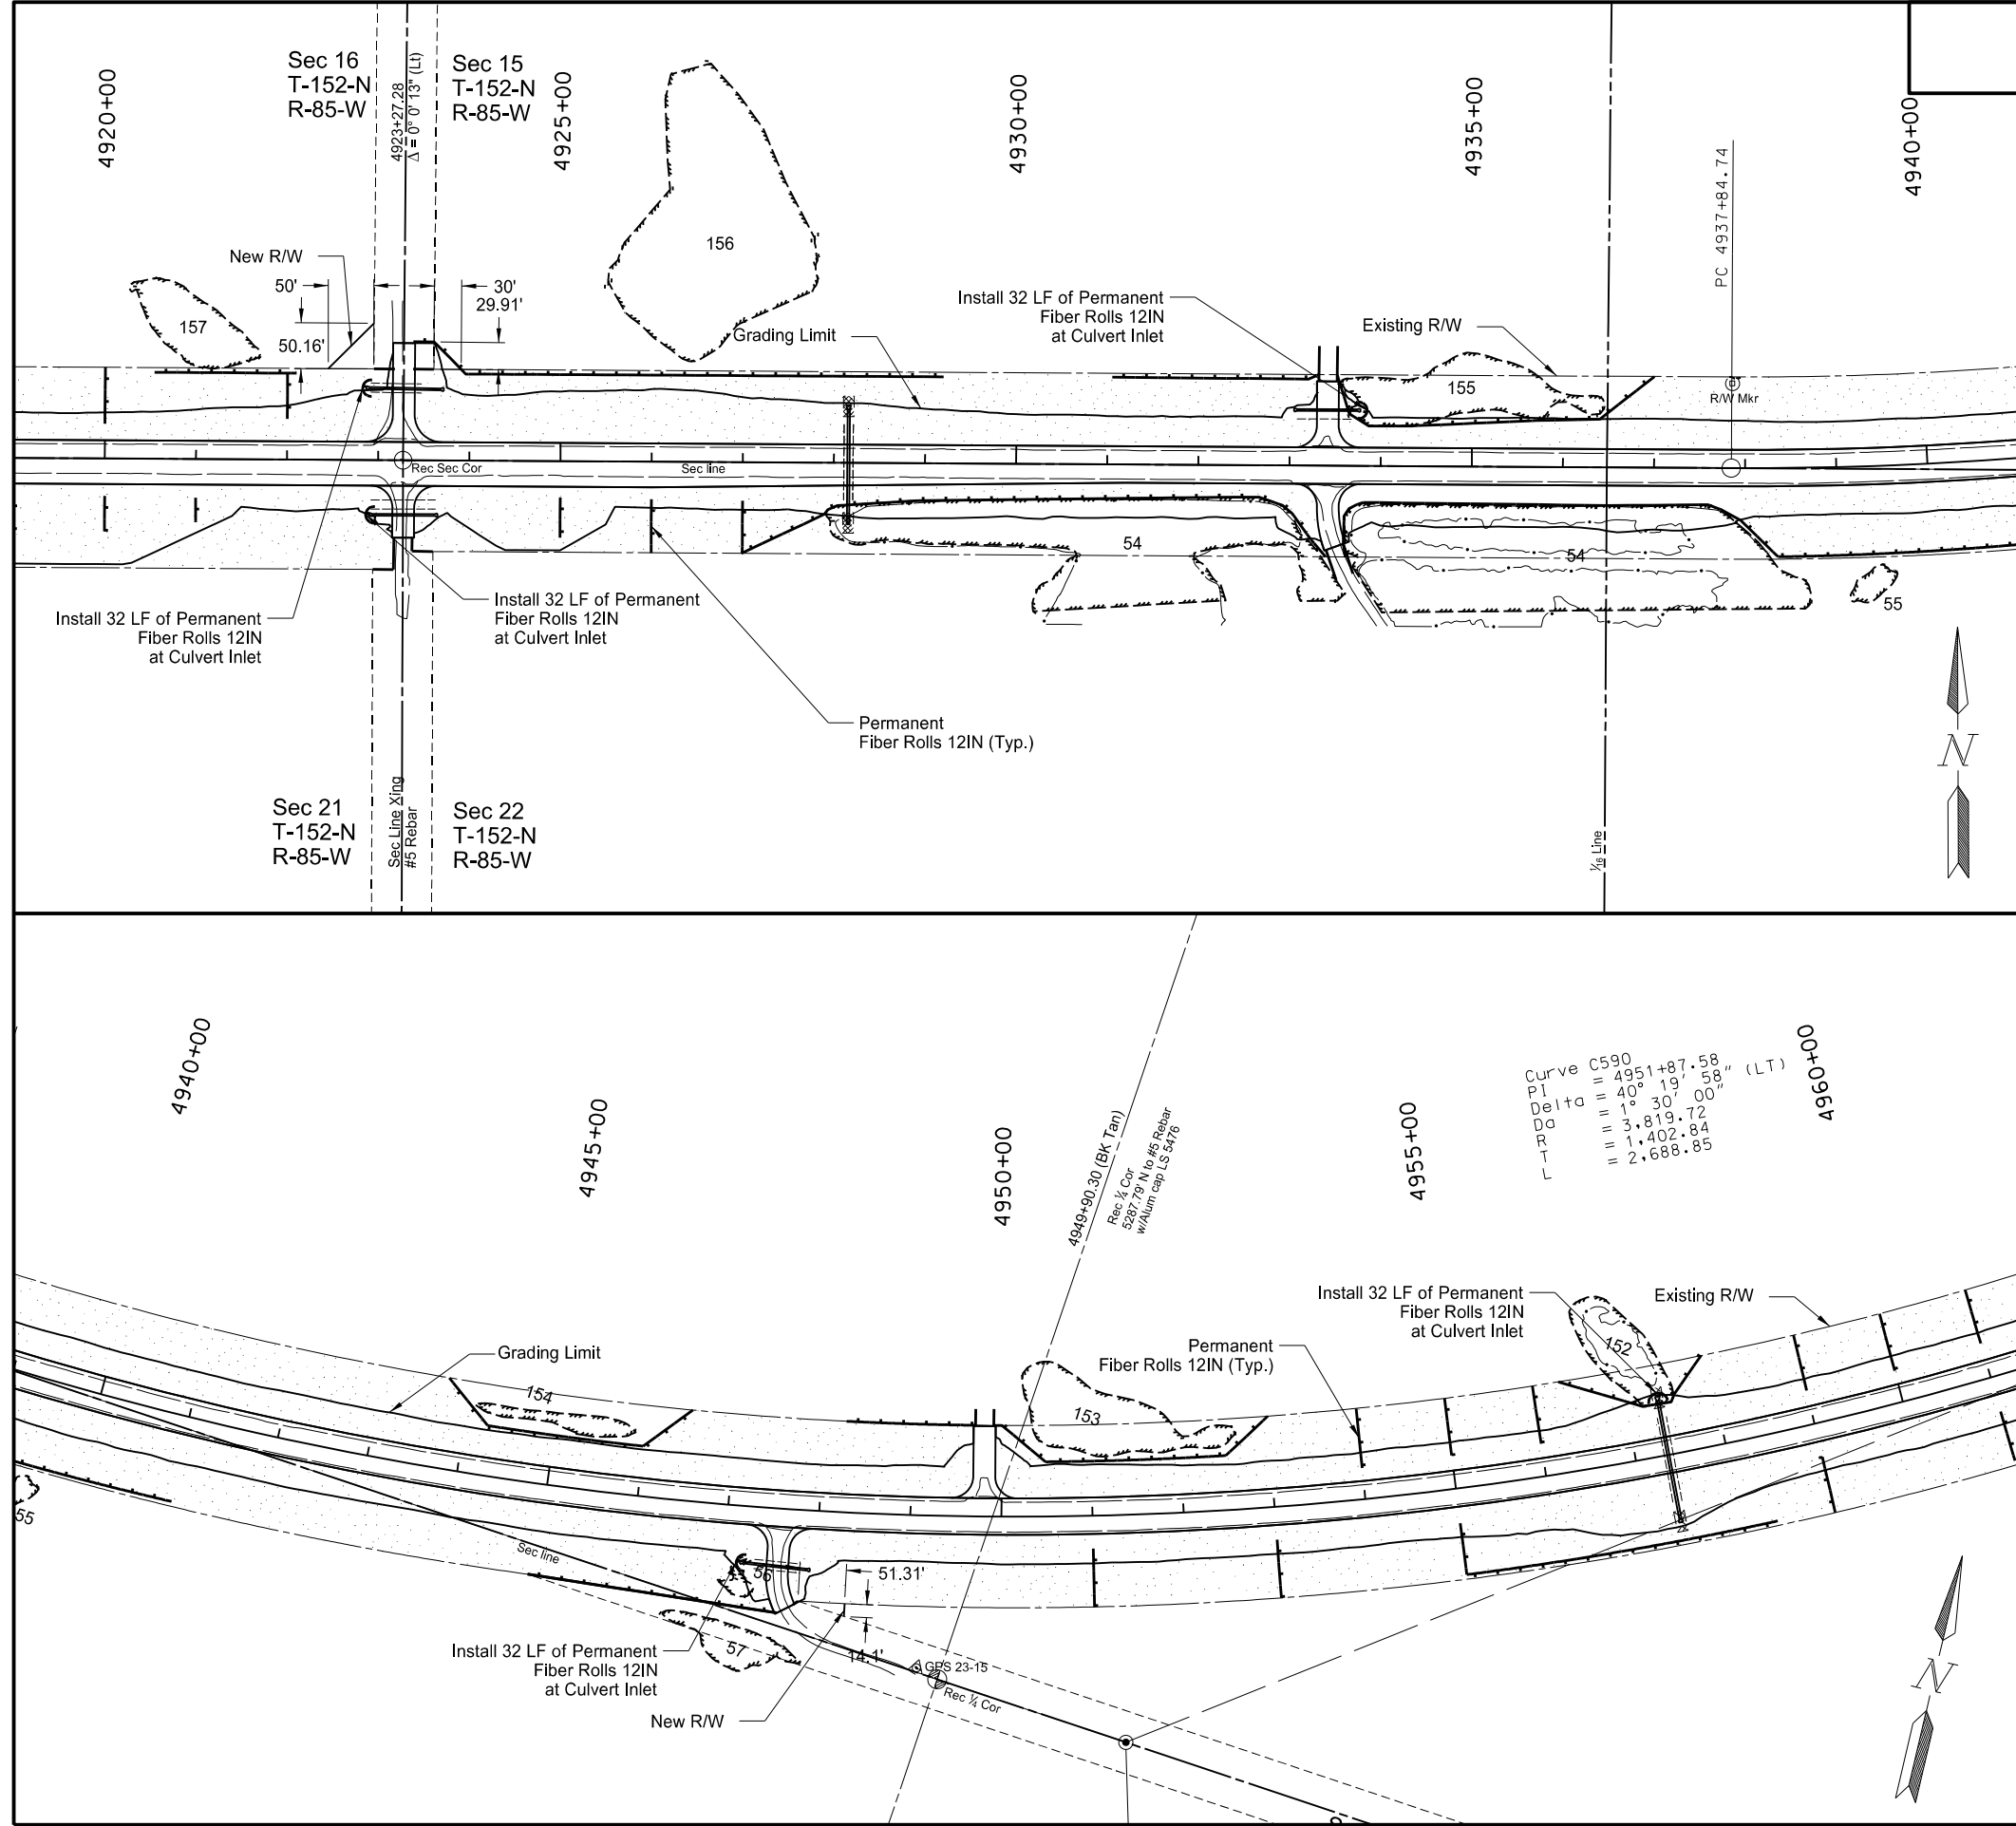 4920+00
Sec 16
T-152-N
R-85-W
4923+27.28
Δ = 0° 0' 13" (Lt)
Sec 15
T-152-N
R-85-W
4925+00
4930+00
4935+00
4940+00
PC 4937+84.74
156
157
New R/W
50'
30'
29.91'
50.16'
Grading Limit
Install 32 LF of Permanent
Fiber Rolls 12IN
at Culvert Inlet
Existing R/W
155
R/W Mkr
Rec Sec Cor
Sec line
54
54
55
Install 32 LF of Permanent
Fiber Rolls 12IN
at Culvert Inlet
Install 32 LF of Permanent
Fiber Rolls 12IN
at Culvert Inlet
Permanent
Fiber Rolls 12IN (Typ.)
N
Sec 21
T-152-N
R-85-W
Sec Line Xing
#5 Rebar
Sec 22
T-152-N
R-85-W
1/16 Line
4940+00
4945+00
4950+00
4949+90.30 (BK Tan)
Rec ¼ Cor
5287.79' N to #5 Rebar
w/Alum cap LS 5476
4955+00
Curve C590
PI = 4951+87.58
Delta = 40° 19' 58" (LT)
Da = 1° 30' 00"
R = 3,819.72
T = 1,402.84
L = 2,688.85
4960+00
Grading Limit
154
153
Permanent
Fiber Rolls 12IN (Typ.)
Install 32 LF of Permanent
Fiber Rolls 12IN
at Culvert Inlet
152
Existing R/W
55
Sec line
56
51.31'
57
14.1'
Install 32 LF of Permanent
Fiber Rolls 12IN
at Culvert Inlet
New R/W
GPS 23-15
Rec ¼ Cor
N